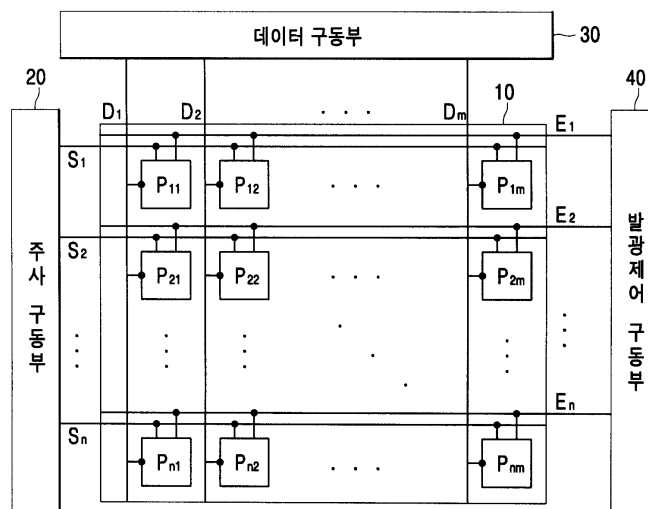 데이터 구동부
30
20
40
D1 D2 . . . Dm
10
E1
S1
P11 P12 . . . P1m
E2
S2
P21 P22 . . . P2m
주사 구동부
발광제어 구동부
En
Sn
Pn1 Pn2 . . . Pnm